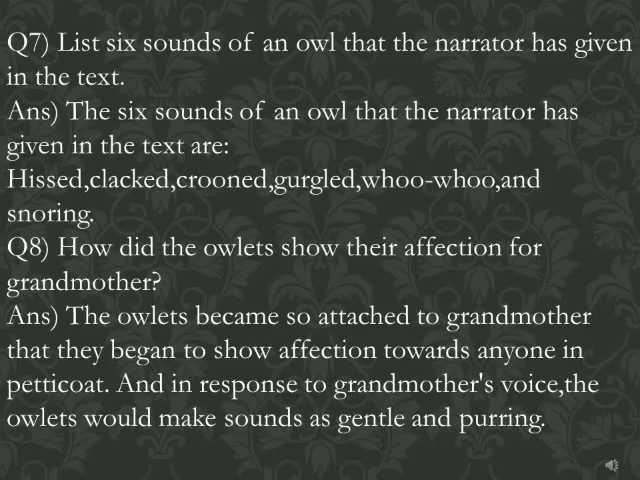 Q7) List six sounds of an owl that the narrator has given
in the text.
Ans) The six sounds of an owl that the narrator has
given in the text are:
Hissed,clacked,crooned,gurgled,whoo-whoo,and
snoring.
Q8) How did the owlets show their affection for
grandmother?
Ans) The owlets became so attached to grandmother
that they began to show affection towards anyone in
petticoat. And in response to grandmother's voice,the
owlets would make sounds as gentle and purring.